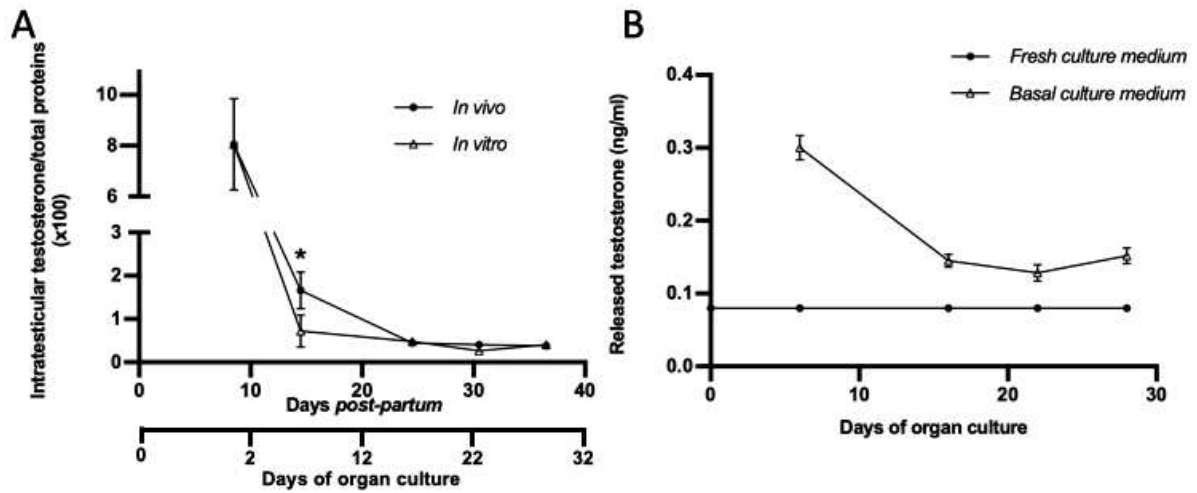 A
Intratesticular testosterone/total proteins
(x100)
10
8
6
3
2
1
0
*
In vivo
In vitro
0 10 20 30 40
Days post-partum
0 2 12 22 32
Days of organ culture
B
Released testosterone (ng/ml)
0.4
0.3
0.2
0.1
0.0
Fresh culture medium
Basal culture medium
0 10 20 30
Days of organ culture